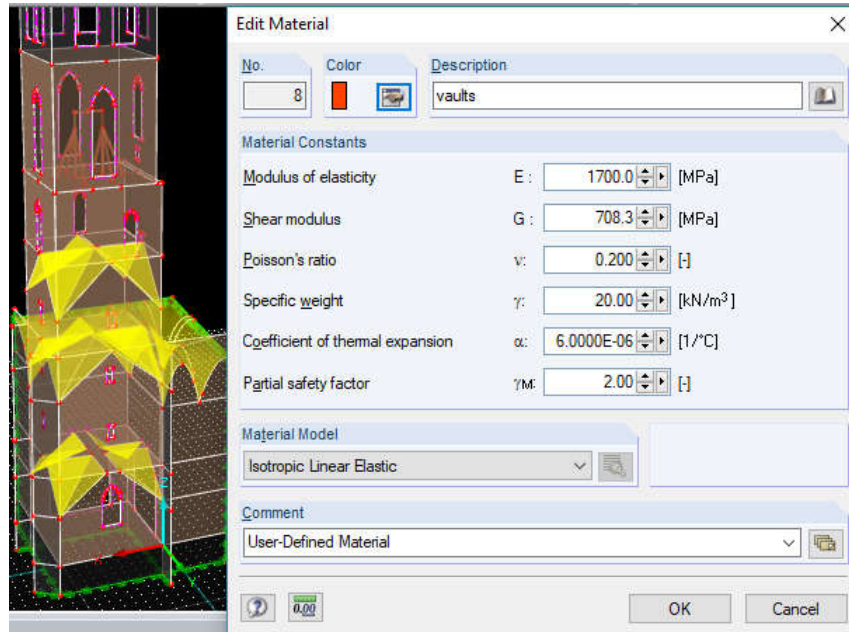 Edit Material
No. Color Description
8 vaults
Material Constants
Modulus of elasticity E : 1700.0 [MPa]
Shear modulus G : 708.3 [MPa]
Poisson's ratio ν: 0.200 [-]
Specific weight γ: 20.00 [kN/m³]
Coefficient of thermal expansion α: 6.0000E-06 [1/°C]
Partial safety factor γM: 2.00 [-]
Material Model
Isotropic Linear Elastic
Comment
User-Defined Material
0.00 OK Cancel
Z